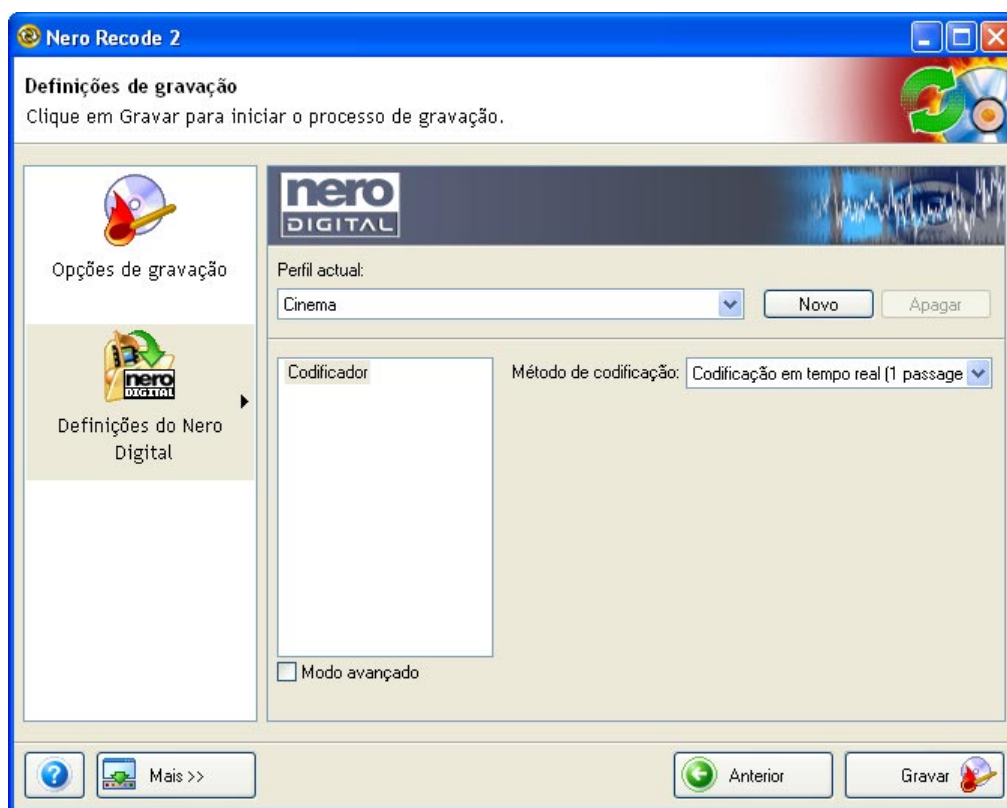 Nero Recode 2
Definições de gravação
Clique em Gravar para iniciar o processo de gravação.
Opções de gravação
nero
DIGITAL
Definições do Nero
Digital
nero
DIGITAL
Perfil actual:
Cinema
Novo
Apagar
Codificador
Método de codificação:
Codificação em tempo real (1 passage
Modo avançado
Mais >>
Anterior
Gravar